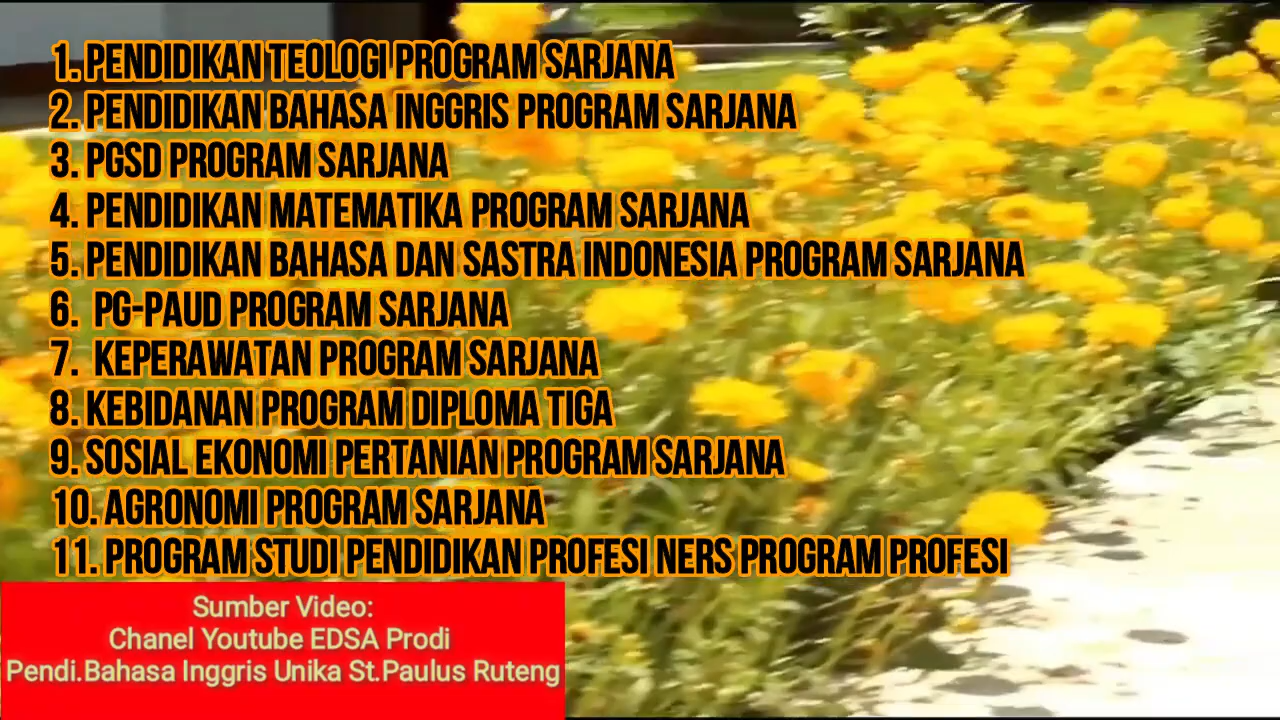 1. PENDIDIKAN TEOLOGI PROGRAM SARJANA
2. PENDIDIKAN BAHASA INGGRIS PROGRAM SARJANA
3. PGSD PROGRAM SARJANA
4. PENDIDIKAN MATEMATIKA PROGRAM SARJANA
5. PENDIDIKAN BAHASA DAN SASTRA INDONESIA PROGRAM SARJANA
6. PG-PAUD PROGRAM SARJANA
7. KEPERAWATAN PROGRAM SARJANA
8. KEBIDANAN PROGRAM DIPLOMA TIGA
9. SOSIAL EKONOMI PERTANIAN PROGRAM SARJANA
10. AGRONOMI PROGRAM SARJANA
11. PROGRAM STUDI PENDIDIKAN PROFESI NERS PROGRAM PROFESI
Sumber Video:
Chanel Youtube EDSA Prodi
Pendi.Bahasa Inggris Unika St.Paulus Ruteng